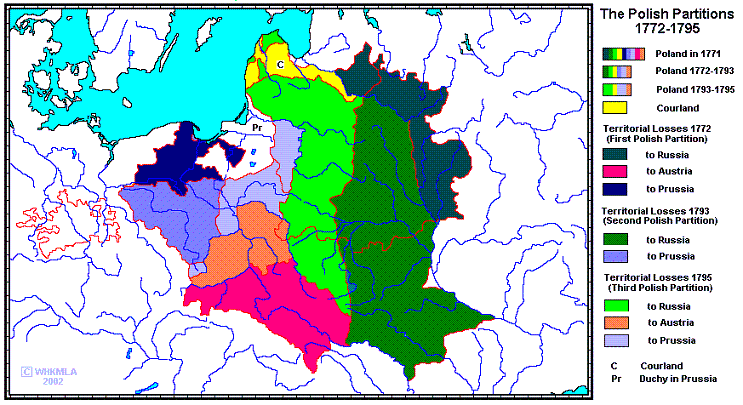 The Polish Partitions
1772-1795
Poland in 1771
Poland 1772-1793
Poland 1793-1795
Courland
Territorial Losses 1772
(First Polish Partition)
to Russia
to Austria
to Prussia
Territorial Losses 1793
(Second Polish Partition)
to Russia
to Prussia
Territorial Losses 1795
(Third Polish Partition)
to Russia
to Austria
to Prussia
C Courland
Pr Duchy in Prussia
C
Pr
© WHKMLA
2002